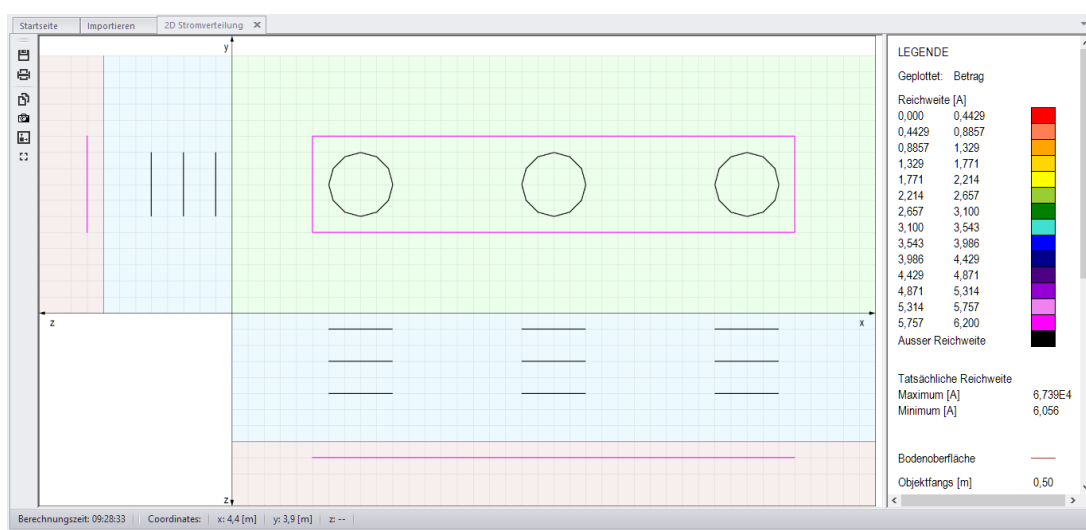 Startseite Importieren 2D Stromverteilung
y
z x
z
LEGENDE
Geplottet: Betrag
Reichweite [A]
0,000 0,4429
0,4429 0,8857
0,8857 1,329
1,329 1,771
1,771 2,214
2,214 2,657
2,657 3,100
3,100 3,543
3,543 3,986
3,986 4,429
4,429 4,871
4,871 5,314
5,314 5,757
5,757 6,200
Ausser Reichweite
Tatsächliche Reichweite
Maximum [A] 6,739E4
Minimum [A] 6,056
Bodenoberfläche
Objektfangs [m] 0,50
Berechnungszeit: 09:28:33 Coordinates: x: 4,4 [m] y: 3,9 [m] z: --